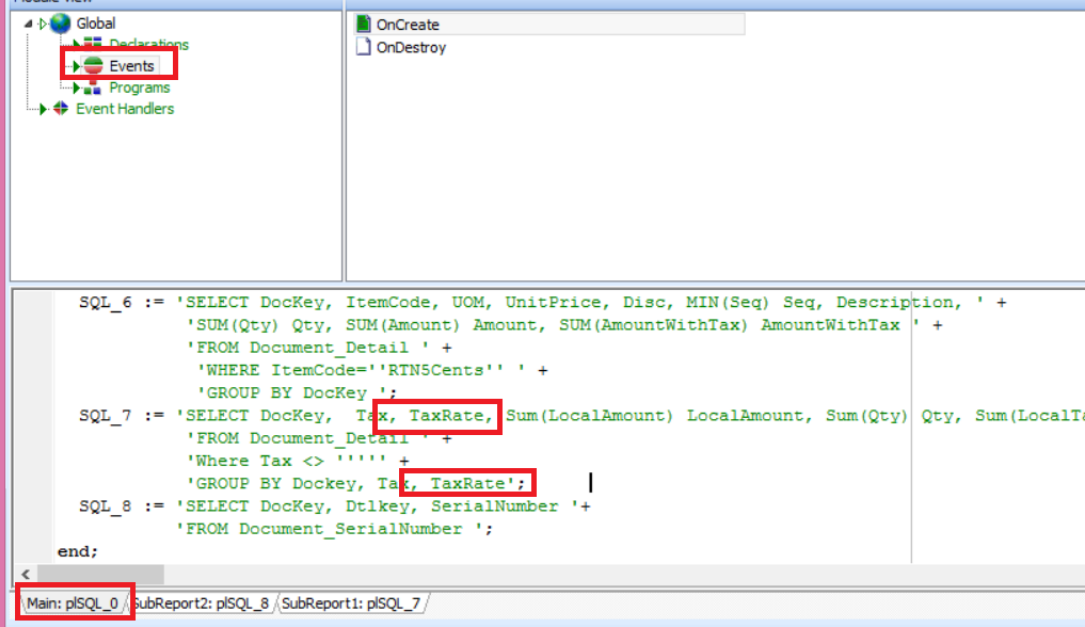 Global
Declarations
Events
Programs
Event Handlers
OnCreate
OnDestroy
SQL_6 := 'SELECT DocKey, ItemCode, UOM, UnitPrice, Disc, MIN(Seq) Seq, Description, ' +
'SUM(Qty) Qty, SUM(Amount) Amount, SUM(AmountWithTax) AmountWithTax ' +
'FROM Document_Detail ' +
'WHERE ItemCode=''RTN5Cents'' ' +
'GROUP BY DocKey ';
SQL_7 := 'SELECT DocKey, Tax, TaxRate, Sum(LocalAmount) LocalAmount, Sum(Qty) Qty, Sum(LocalTa
'FROM Document_Detail ' +
'Where Tax <> ''''' +
'GROUP BY Dockey, Tax, TaxRate';
SQL_8 := 'SELECT DocKey, Dtlkey, SerialNumber '+
'FROM Document_SerialNumber ';
end;
Main: plSQL_0 SubReport2: plSQL_8 SubReport1: plSQL_7